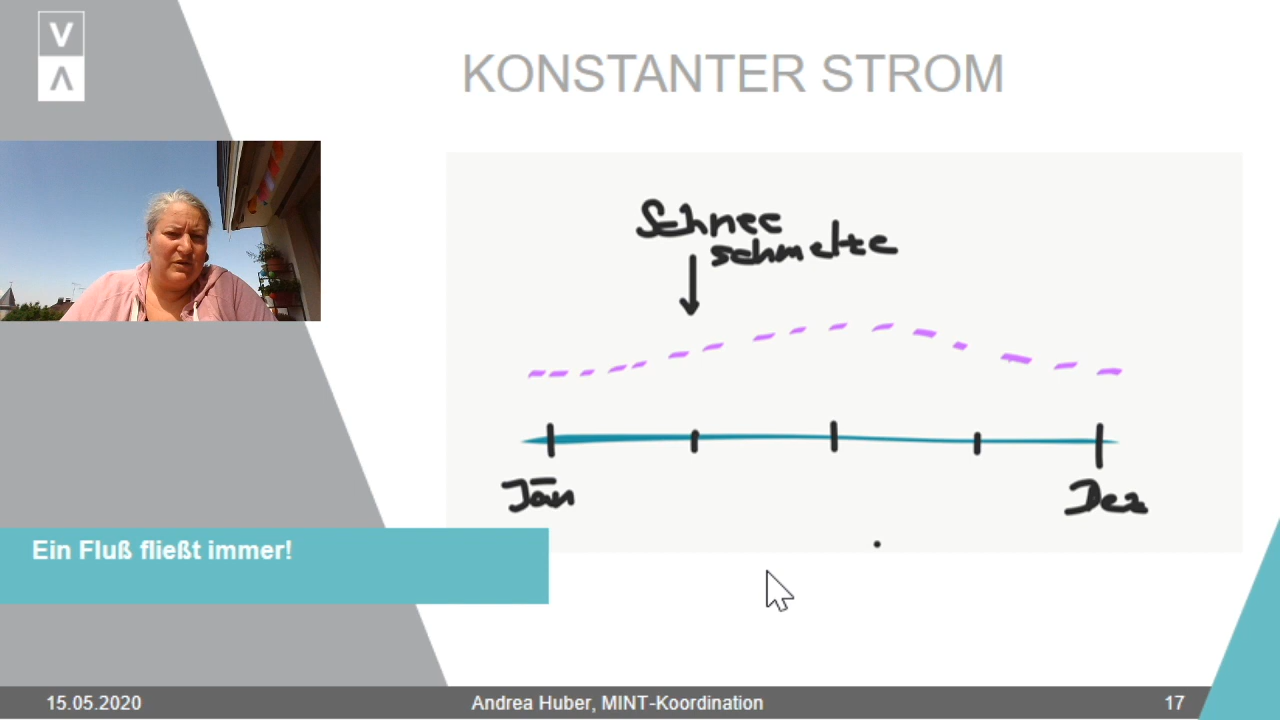 V
Λ
KONSTANTER STROM
Schnee
schmelze
Jän
Dez
Ein Fluß fließt immer!
15.05.2020
Andrea Huber, MINT-Koordination
17